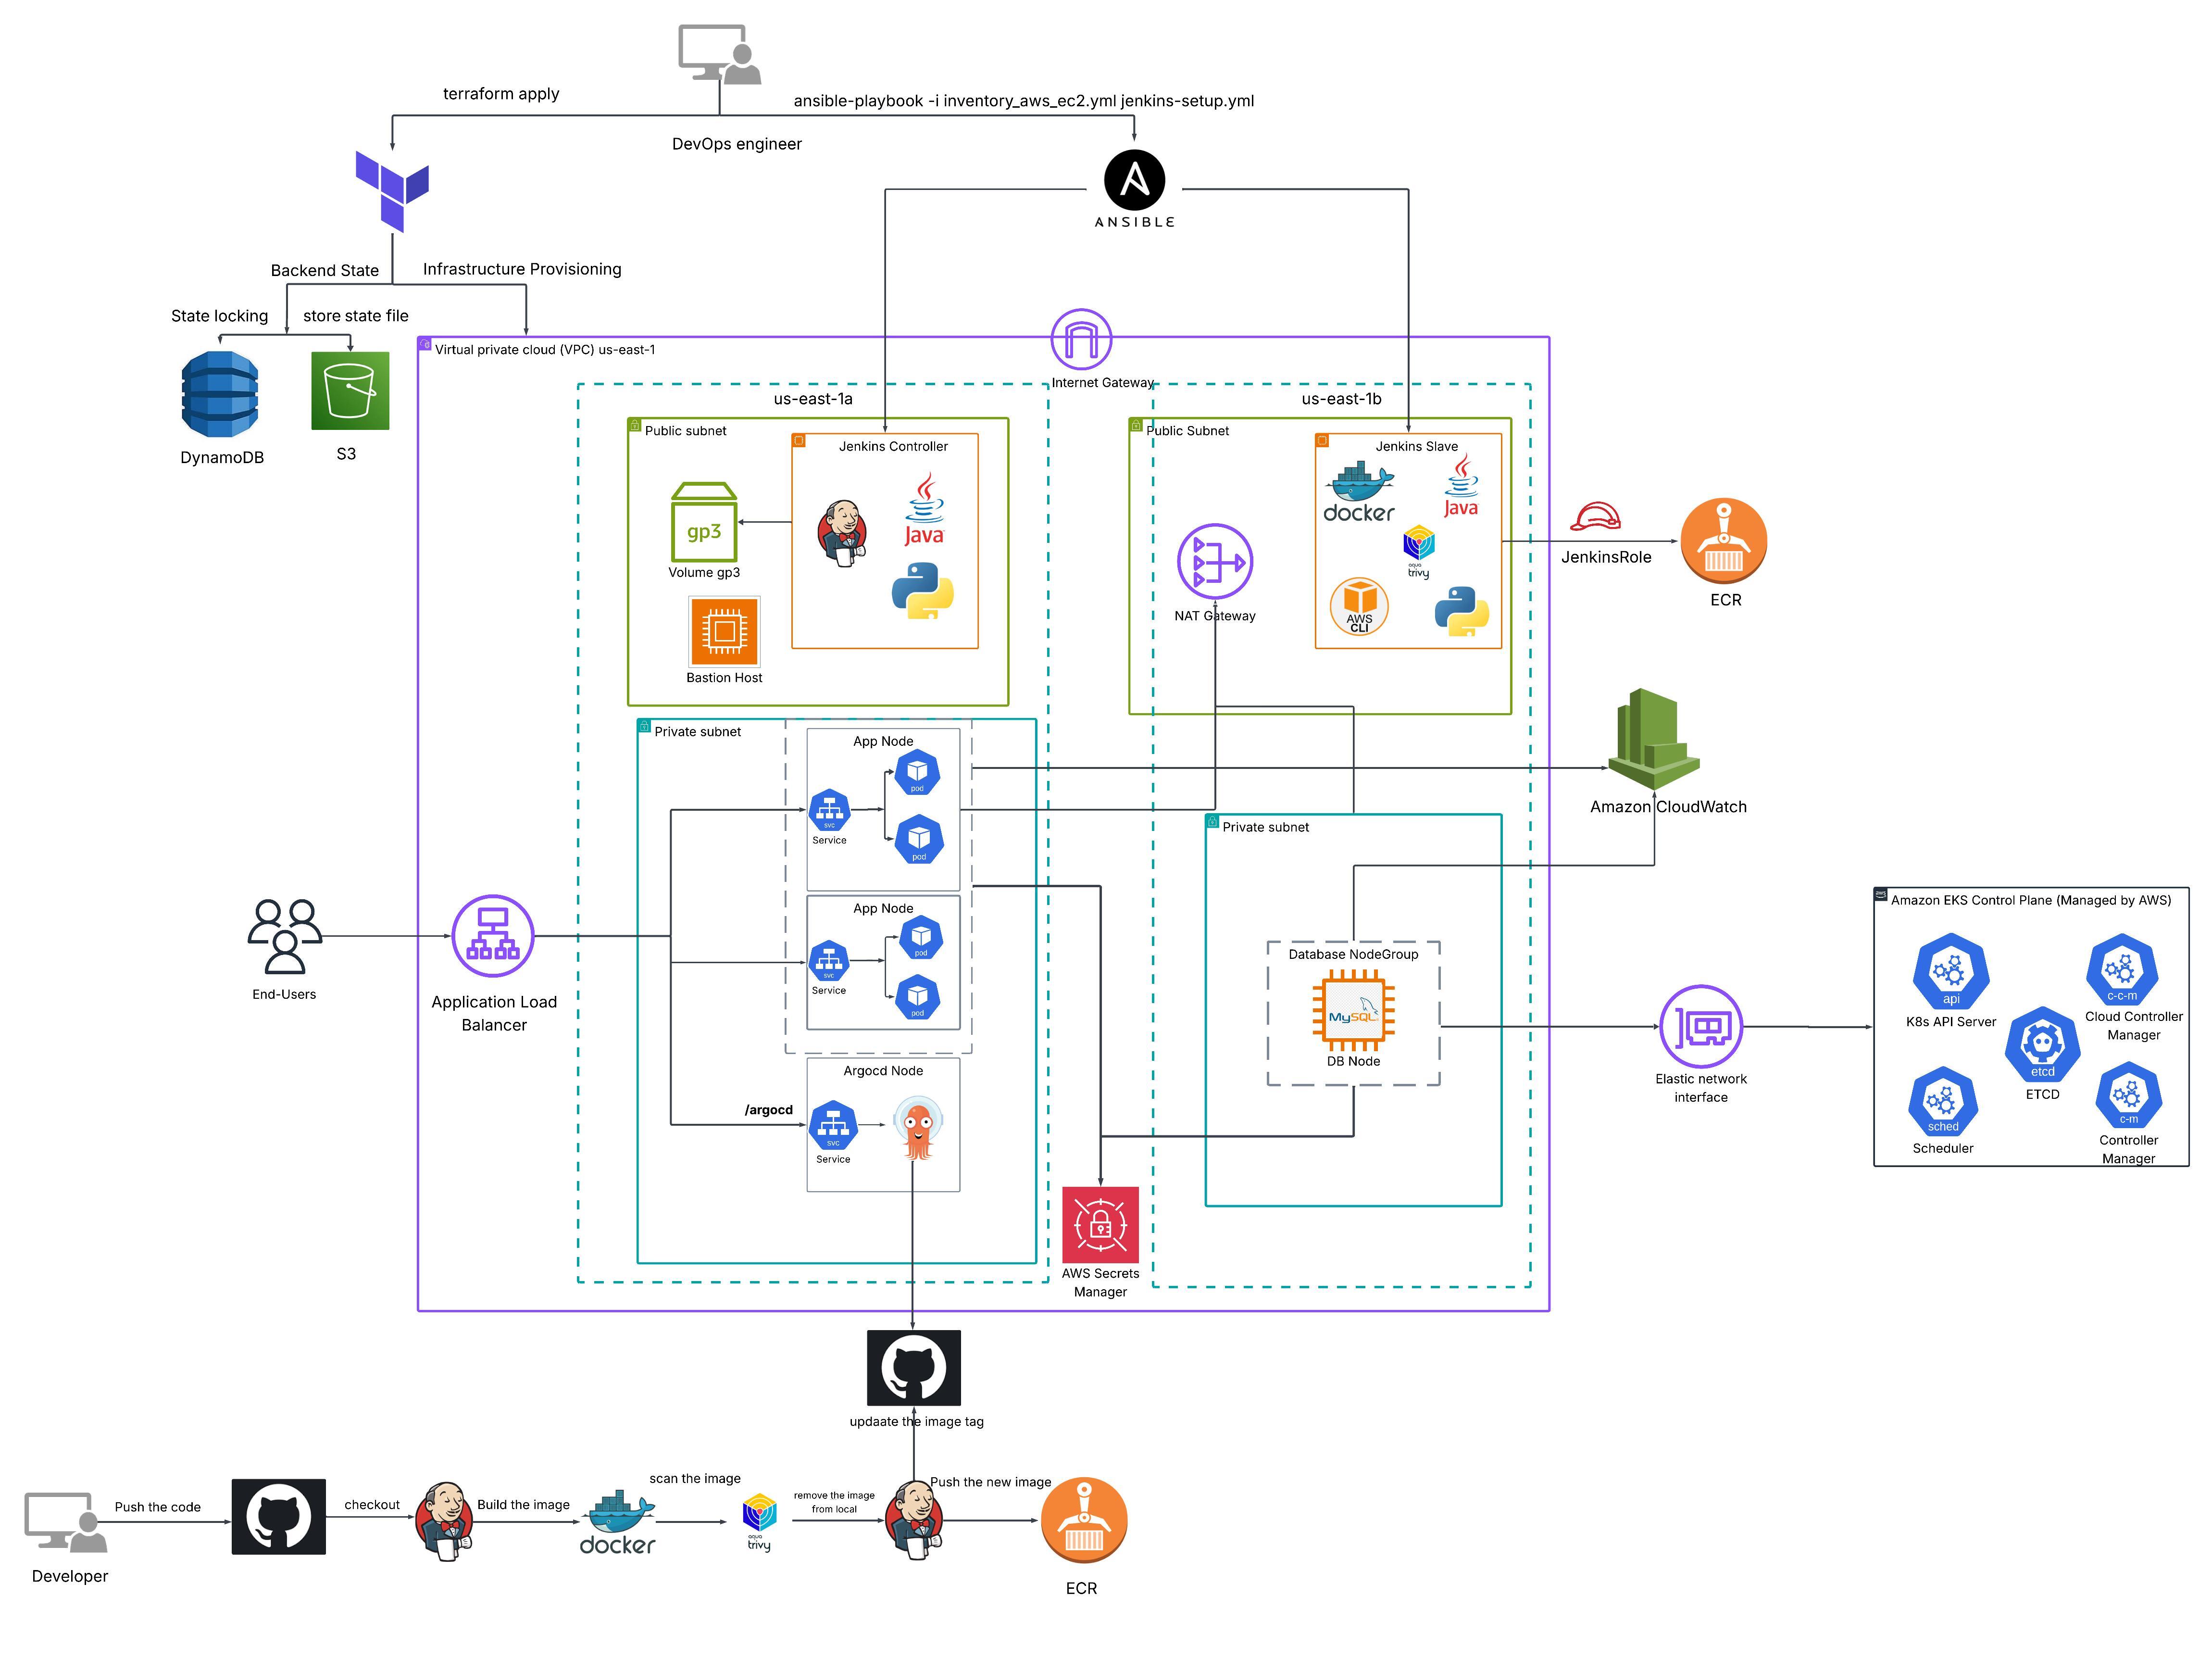 terraform apply
ansible-playbook -i inventory_aws_ec2.yml jenkins-setup.yml
DevOps engineer
ANSIBLE
Backend State
Infrastructure Provisioning
State locking
store state file
DynamoDB
S3
Virtual private cloud (VPC) us-east-1
Internet Gateway
us-east-1a
us-east-1b
Public subnet
Jenkins Controller
gp3
Volume gp3
Java
Bastion Host
Public Subnet
Jenkins Slave
docker
Java
aqua
trivy
AWS
CLI
NAT Gateway
JenkinsRole
ECR
Private subnet
App Node
pod
svc
Service
pod
App Node
pod
svc
Service
pod
Argocd Node
/argocd
svc
Service
Amazon CloudWatch
Private subnet
Database NodeGroup
MySQL
DB Node
End-Users
Application Load
Balancer
Elastic network
interface
aws
Amazon EKS Control Plane (Managed by AWS)
api
K8s API Server
c-c-m
Cloud Controller
Manager
etcd
ETCD
sched
Scheduler
c-m
Controller
Manager
AWS Secrets
Manager
updaate the image tag
Push the code
checkout
Build the image
scan the image
remove the image
from local
Push the new image
Developer
docker
aqua
trivy
ECR